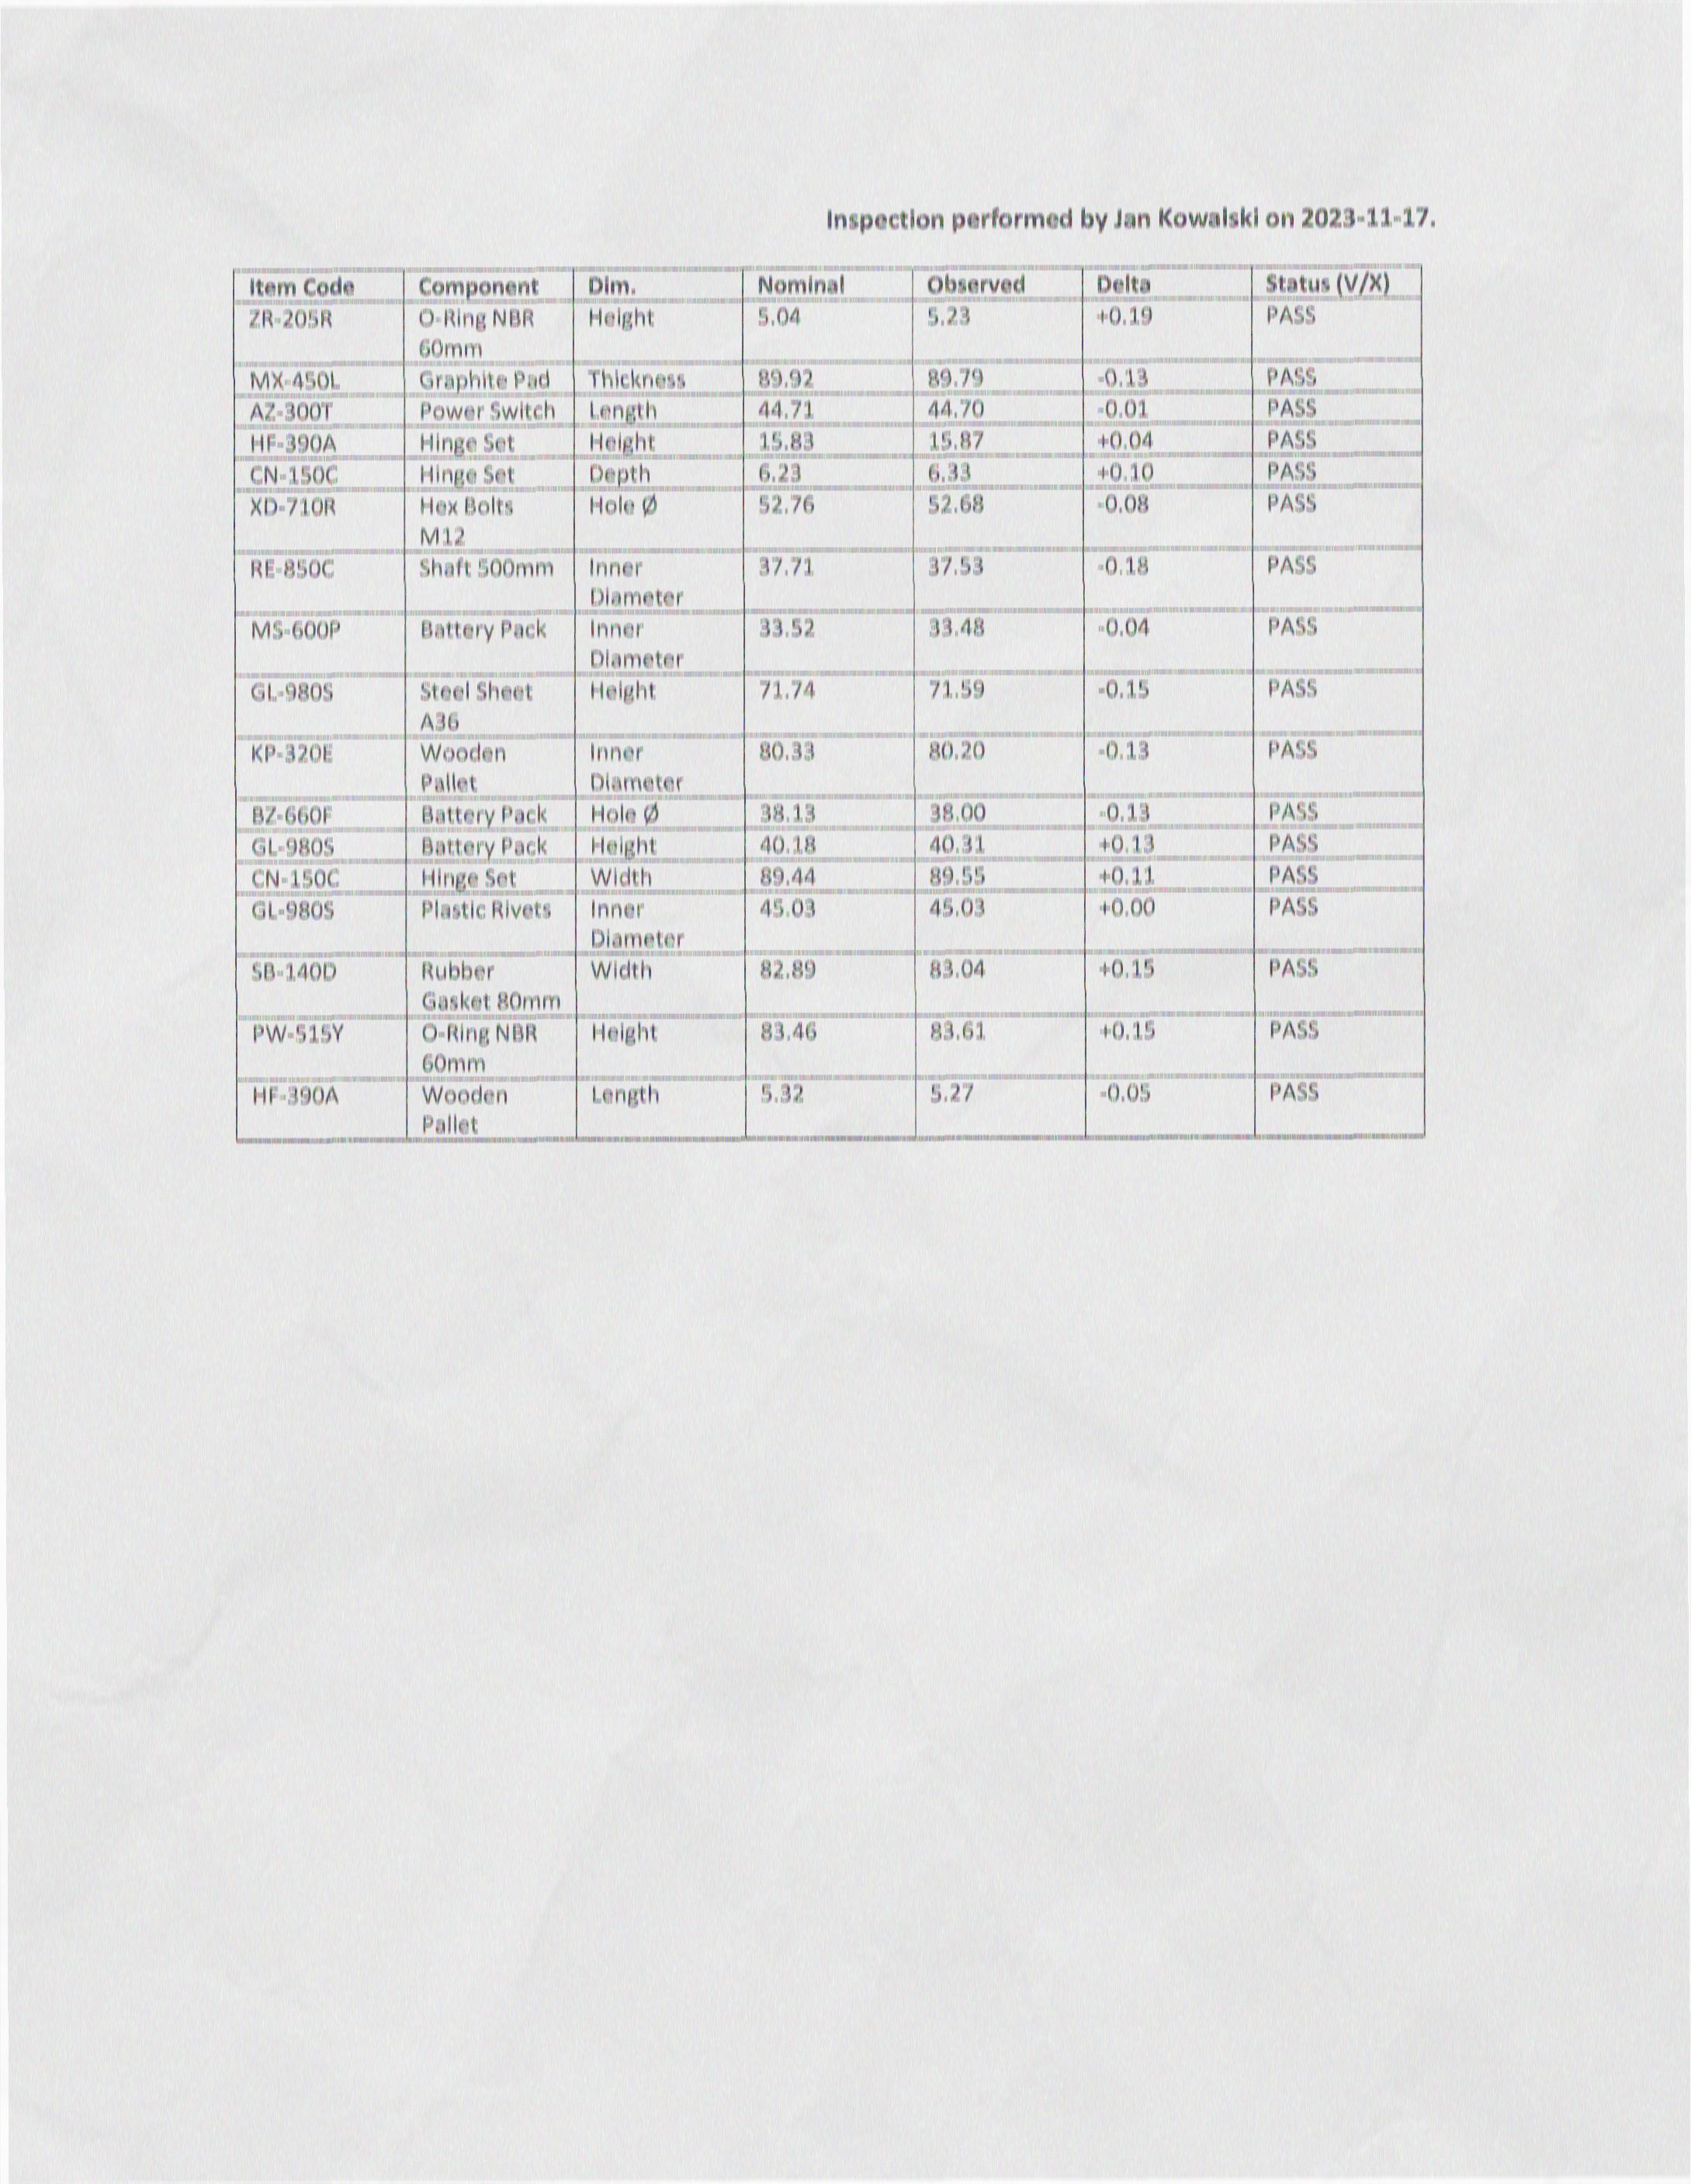 Inspection performed by Jan Kowalski on 2023-11-17.
Item Code Component Dim. Nominal Observed Delta Status (V/X)
ZR-205R O-Ring NBR Height 5.04 5.23 +0.19 PASS
60mm
MX-450L Graphite Pad Thickness 89.92 89.79 -0.13 PASS
AZ-300T Power Switch Length 44.71 44.70 -0.01 PASS
HF-390A Hinge Set Height 15.83 15.87 +0.04 PASS
CN-150C Hinge Set Depth 6.23 6.33 +0.10 PASS
XD-710R Hex Bolts Hole Ø 52.76 52.68 -0.08 PASS
M12
RE-850C Shaft 500mm Inner 37.71 37.53 -0.18 PASS
Diameter
MS-600P Battery Pack Inner 33.52 33.48 -0.04 PASS
Diameter
GL-980S Steel Sheet Height 71.74 71.59 -0.15 PASS
A36
KP-320E Wooden Inner 80.33 80.20 -0.13 PASS
Pallet Diameter
BZ-660F Battery Pack Hole Ø 38.13 38.00 -0.13 PASS
GL-980S Battery Pack Height 40.18 40.31 +0.13 PASS
CN-150C Hinge Set Width 89.44 89.55 +0.11 PASS
GL-980S Plastic Rivets Inner 45.03 45.03 +0.00 PASS
Diameter
SB-140D Rubber Width 82.89 83.04 +0.15 PASS
Gasket 80mm
PW-515Y O-Ring NBR Height 83.46 83.61 +0.15 PASS
60mm
HF-390A Wooden Length 5.32 5.27 -0.05 PASS
Pallet